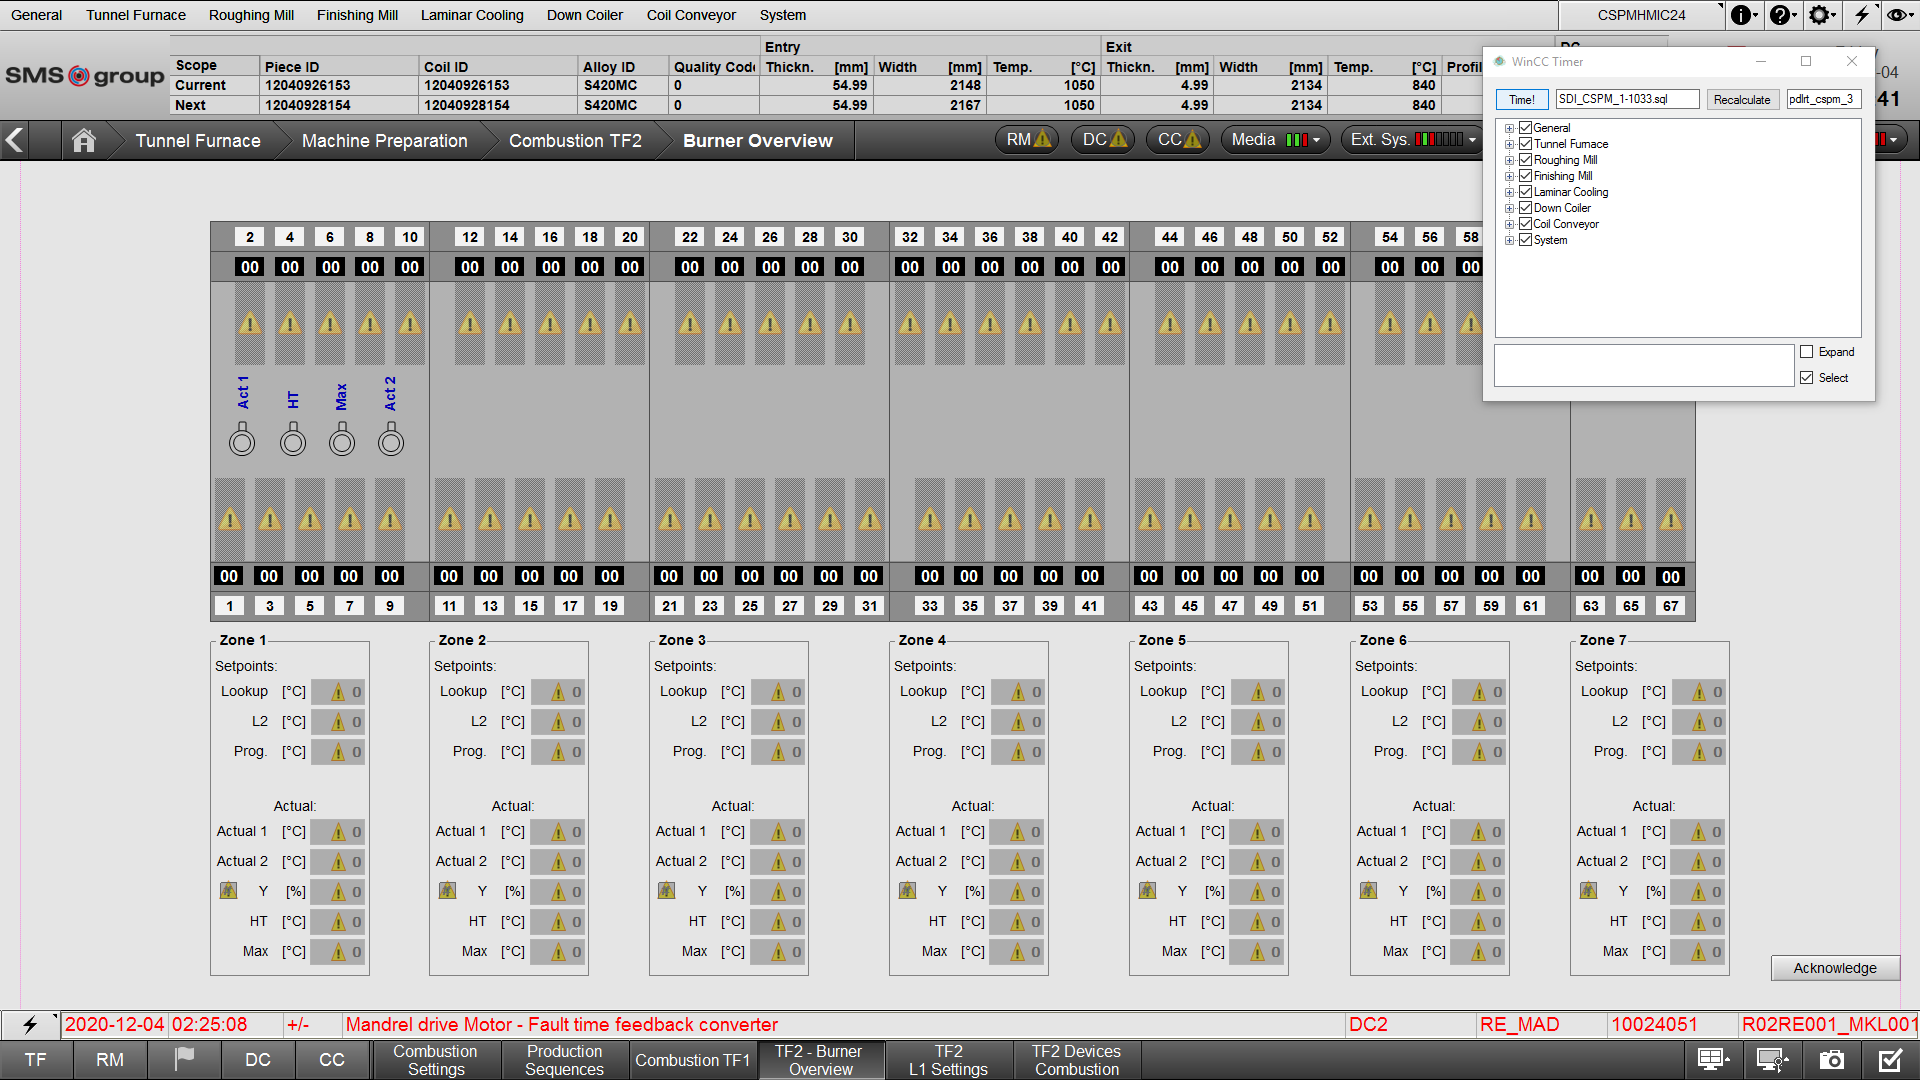 General Tunnel Furnace Roughing Mill Finishing Mill Laminar Cooling Down Coiler Coil Conveyor System CSPMHMIC24
Entry Exit
Scope Piece ID Coil ID Alloy ID Quality Code Thickn. [mm] Width [mm] Temp. [°C] Thickn. [mm] Width [mm] Temp. [°C] Profil
Current 12040926153 12040926153 S420MC 0 54.99 2148 1050 4.99 2134 840
Next 12040928154 12040928154 S420MC 0 54.99 2167 1050 4.99 2134 840
SMS group
-04
41
WinCC Timer
Time! SDI_CSPM_1-1033.sql Recalculate pdlrt_cspm_3
General
Tunnel Furnace
Roughing Mill
Finishing Mill
Laminar Cooling
Down Coiler
Coil Conveyor
System
Expand
Select
Tunnel Furnace Machine Preparation Combustion TF2 Burner Overview RM DC CC Media Ext. Sys.
2 4 6 8 10 12 14 16 18 20 22 24 26 28 30 32 34 36 38 40 42 44 46 48 50 52 54 56 58
00 00 00 00 00 00 00 00 00 00 00 00 00 00 00 00 00 00 00 00 00 00 00 00 00 00 00 00 00
Act 1 HT Max Act 2
00 00 00 00 00 00 00 00 00 00 00 00 00 00 00 00 00 00 00 00 00 00 00 00 00 00 00 00 00 00 00 00 00 00
1 3 5 7 9 11 13 15 17 19 21 23 25 27 29 31 33 35 37 39 41 43 45 47 49 51 53 55 57 59 61 63 65 67
Zone 1 Zone 2 Zone 3 Zone 4 Zone 5 Zone 6 Zone 7
Setpoints: Setpoints: Setpoints: Setpoints: Setpoints: Setpoints: Setpoints:
Lookup [°C] 0 Lookup [°C] 0 Lookup [°C] 0 Lookup [°C] 0 Lookup [°C] 0 Lookup [°C] 0 Lookup [°C] 0
L2 [°C] 0 L2 [°C] 0 L2 [°C] 0 L2 [°C] 0 L2 [°C] 0 L2 [°C] 0 L2 [°C] 0
Prog. [°C] 0 Prog. [°C] 0 Prog. [°C] 0 Prog. [°C] 0 Prog. [°C] 0 Prog. [°C] 0 Prog. [°C] 0
Actual: Actual: Actual: Actual: Actual: Actual: Actual:
Actual 1 [°C] 0 Actual 1 [°C] 0 Actual 1 [°C] 0 Actual 1 [°C] 0 Actual 1 [°C] 0 Actual 1 [°C] 0 Actual 1 [°C] 0
Actual 2 [°C] 0 Actual 2 [°C] 0 Actual 2 [°C] 0 Actual 2 [°C] 0 Actual 2 [°C] 0 Actual 2 [°C] 0 Actual 2 [°C] 0
Y [%] 0 Y [%] 0 Y [%] 0 Y [%] 0 Y [%] 0 Y [%] 0 Y [%] 0
HT [°C] 0 HT [°C] 0 HT [°C] 0 HT [°C] 0 HT [°C] 0 HT [°C] 0 HT [°C] 0
Max [°C] 0 Max [°C] 0 Max [°C] 0 Max [°C] 0 Max [°C] 0 Max [°C] 0 Max [°C] 0
Acknowledge
2020-12-04 02:25:08 +/- Mandrel drive Motor - Fault time feedback converter DC2 RE_MAD 10024051 R02RE001_MKL001
TF RM DC CC Combustion Settings Production Sequences Combustion TF1 TF2 - Burner Overview TF2 L1 Settings TF2 Devices Combustion